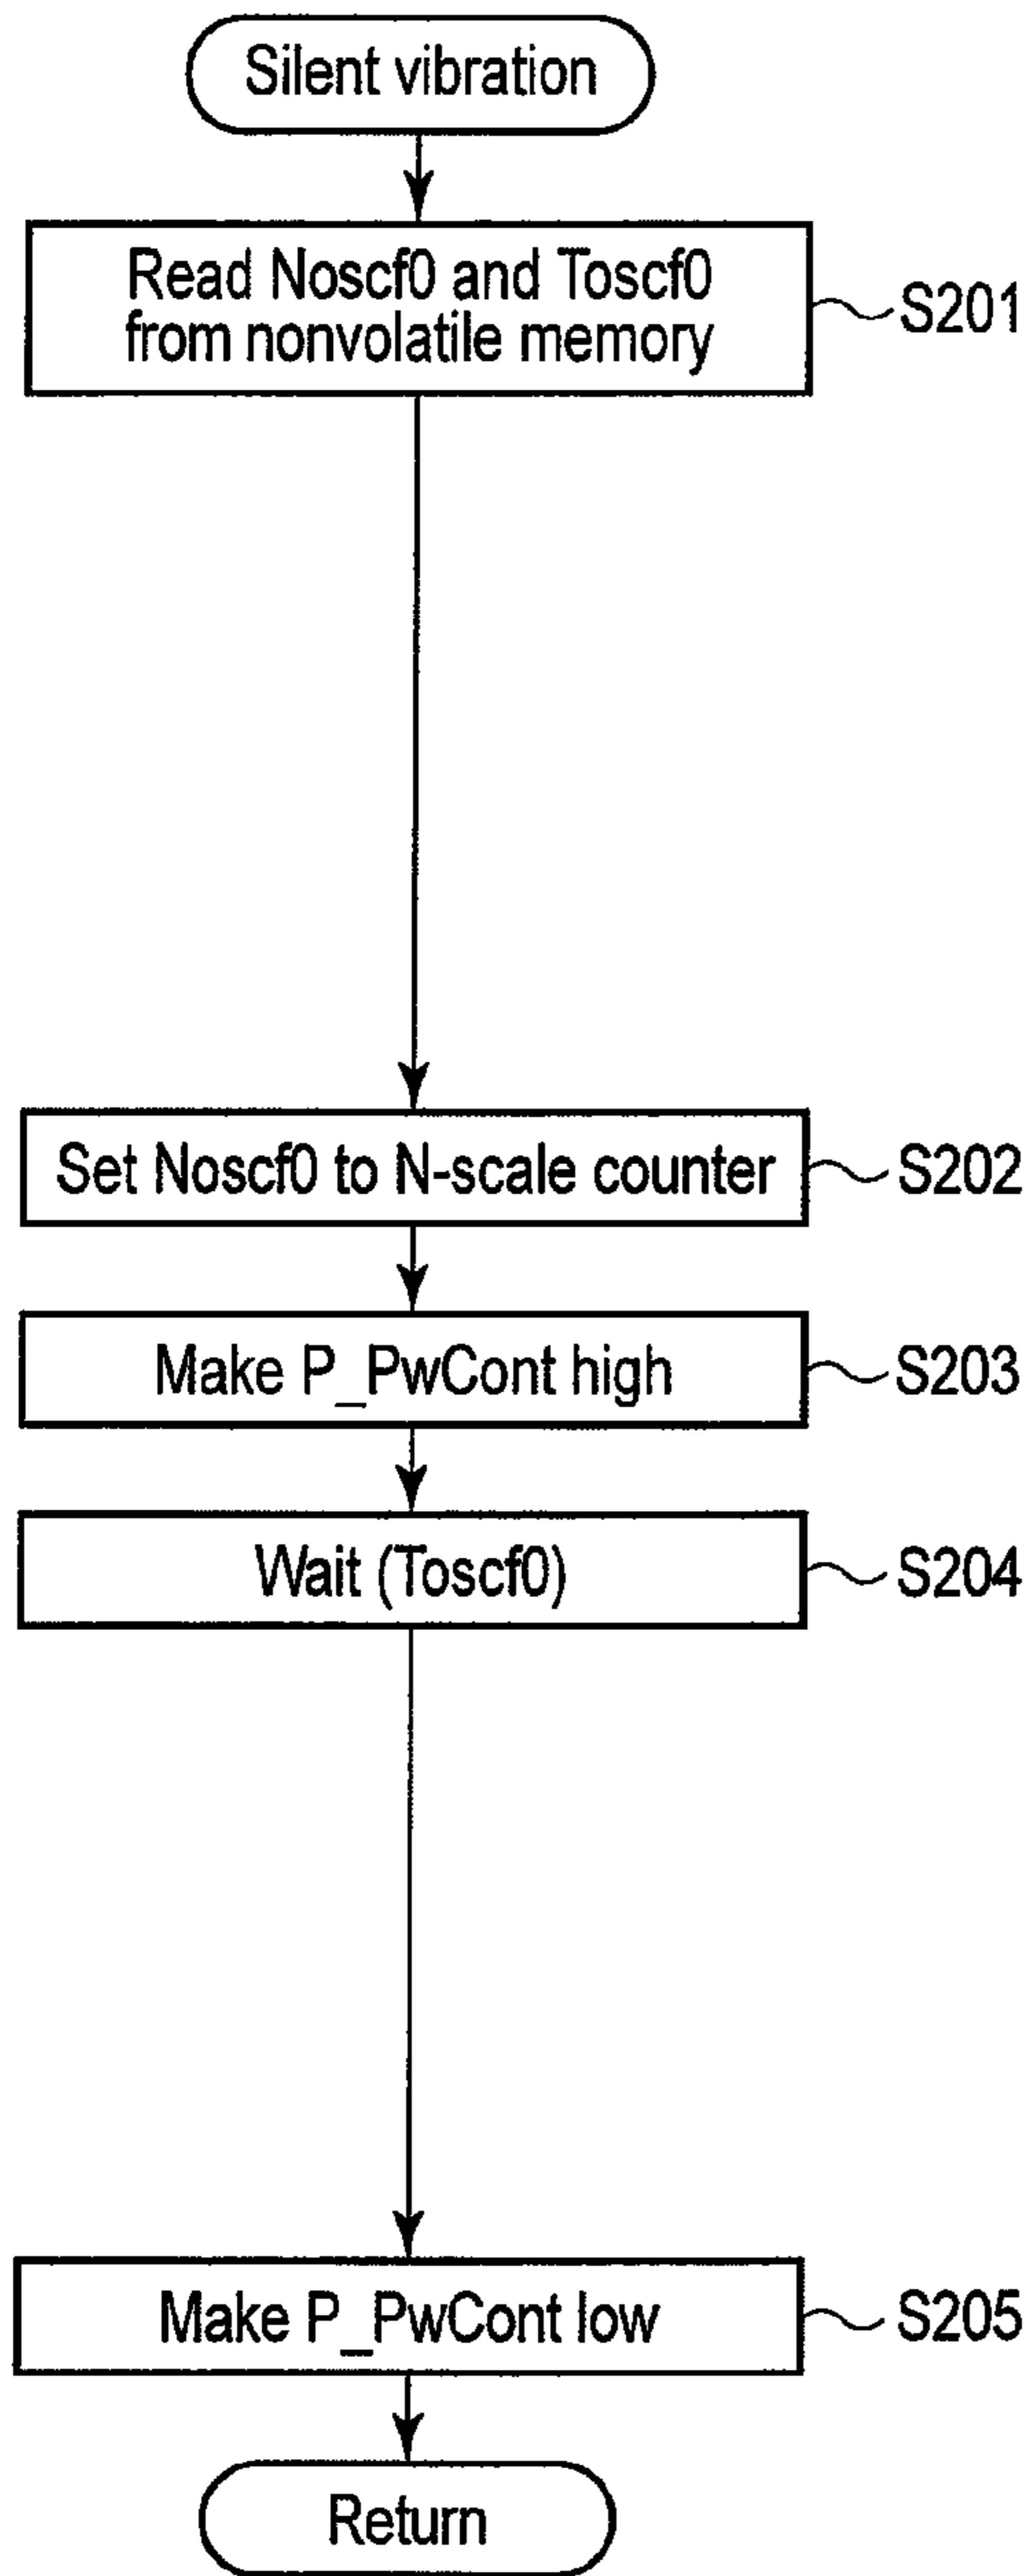 Silent vibration
Read Noscf0 and Toscf0
from nonvolatile memory
S201
Set Noscf0 to N-scale counter
S202
Make P_PwCont high
S203
Wait (Toscf0)
S204
Make P_PwCont low
S205
Return